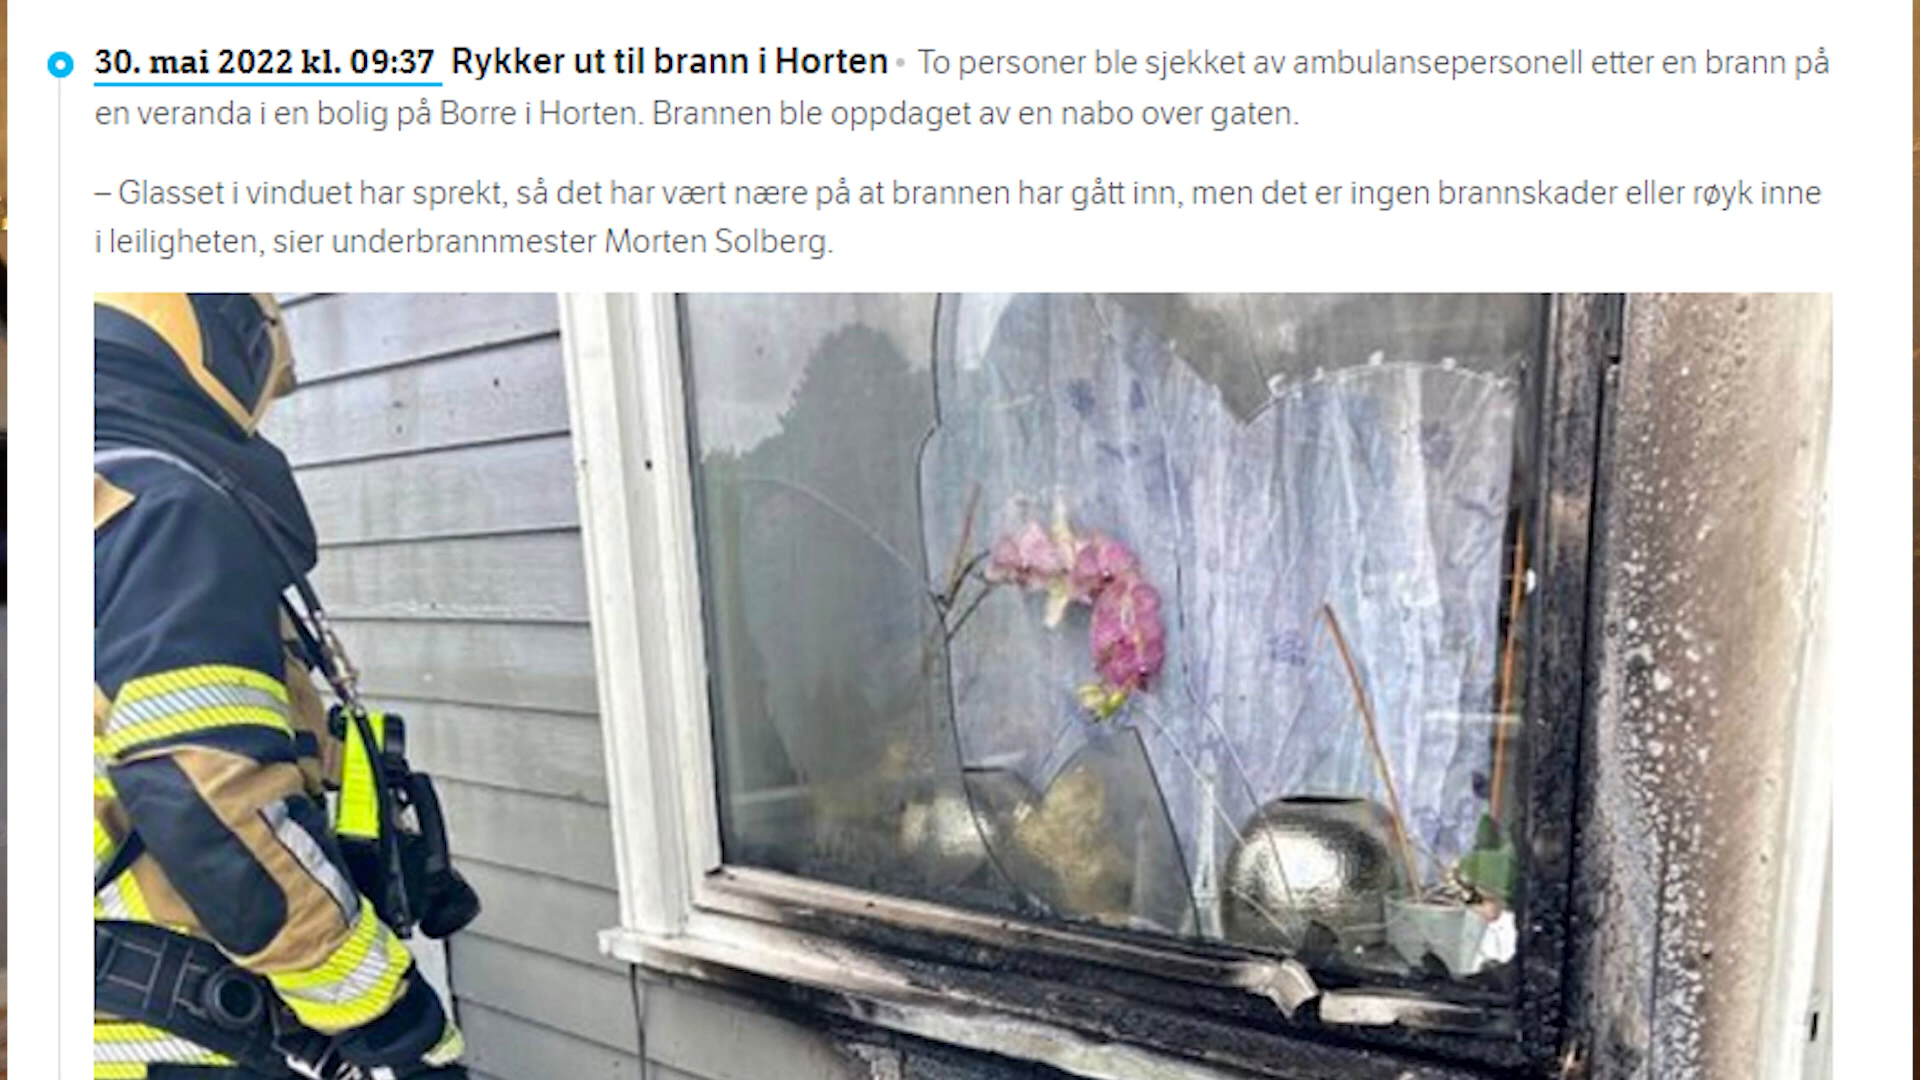 30. mai 2022 kl. 09:37 Rykker ut til brann i Horten • To personer ble sjekket av ambulansepersonell etter en brann på
en veranda i en bolig på Borre i Horten. Brannen ble oppdaget av en nabo over gaten.
– Glasset i vinduet har sprekt, så det har vært nære på at brannen har gått inn, men det er ingen brannskader eller røyk inne
i leiligheten, sier underbrannmester Morten Solberg.